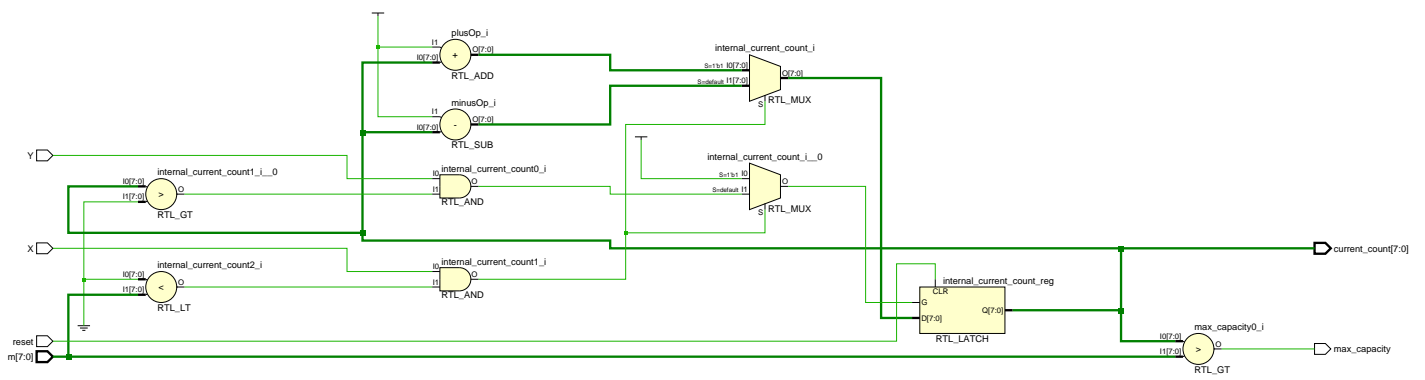 plusOp_i
I1
I0[7:0]
+
O[7:0]
RTL_ADD
minusOp_i
I1
I0[7:0]
-
O[7:0]
RTL_SUB
internal_current_count_i
S=1'b1 I0[7:0]
S=default I1[7:0]
O[7:0]
S
RTL_MUX
Y
internal_current_count1_i__0
I0[7:0]
I1[7:0]
>
O
RTL_GT
internal_current_count0_i
I0
I1
O
RTL_AND
internal_current_count_i__0
S=1'b1 I0
S=default I1
O
S
RTL_MUX
X
internal_current_count2_i
I0[7:0]
I1[7:0]
<
O
RTL_LT
internal_current_count1_i
I0
I1
O
RTL_AND
current_count[7:0]
internal_current_count_reg
CLR
G
D[7:0]
Q[7:0]
RTL_LATCH
reset
m[7:0]
max_capacity0_i
I0[7:0]
I1[7:0]
>
O
RTL_GT
max_capacity